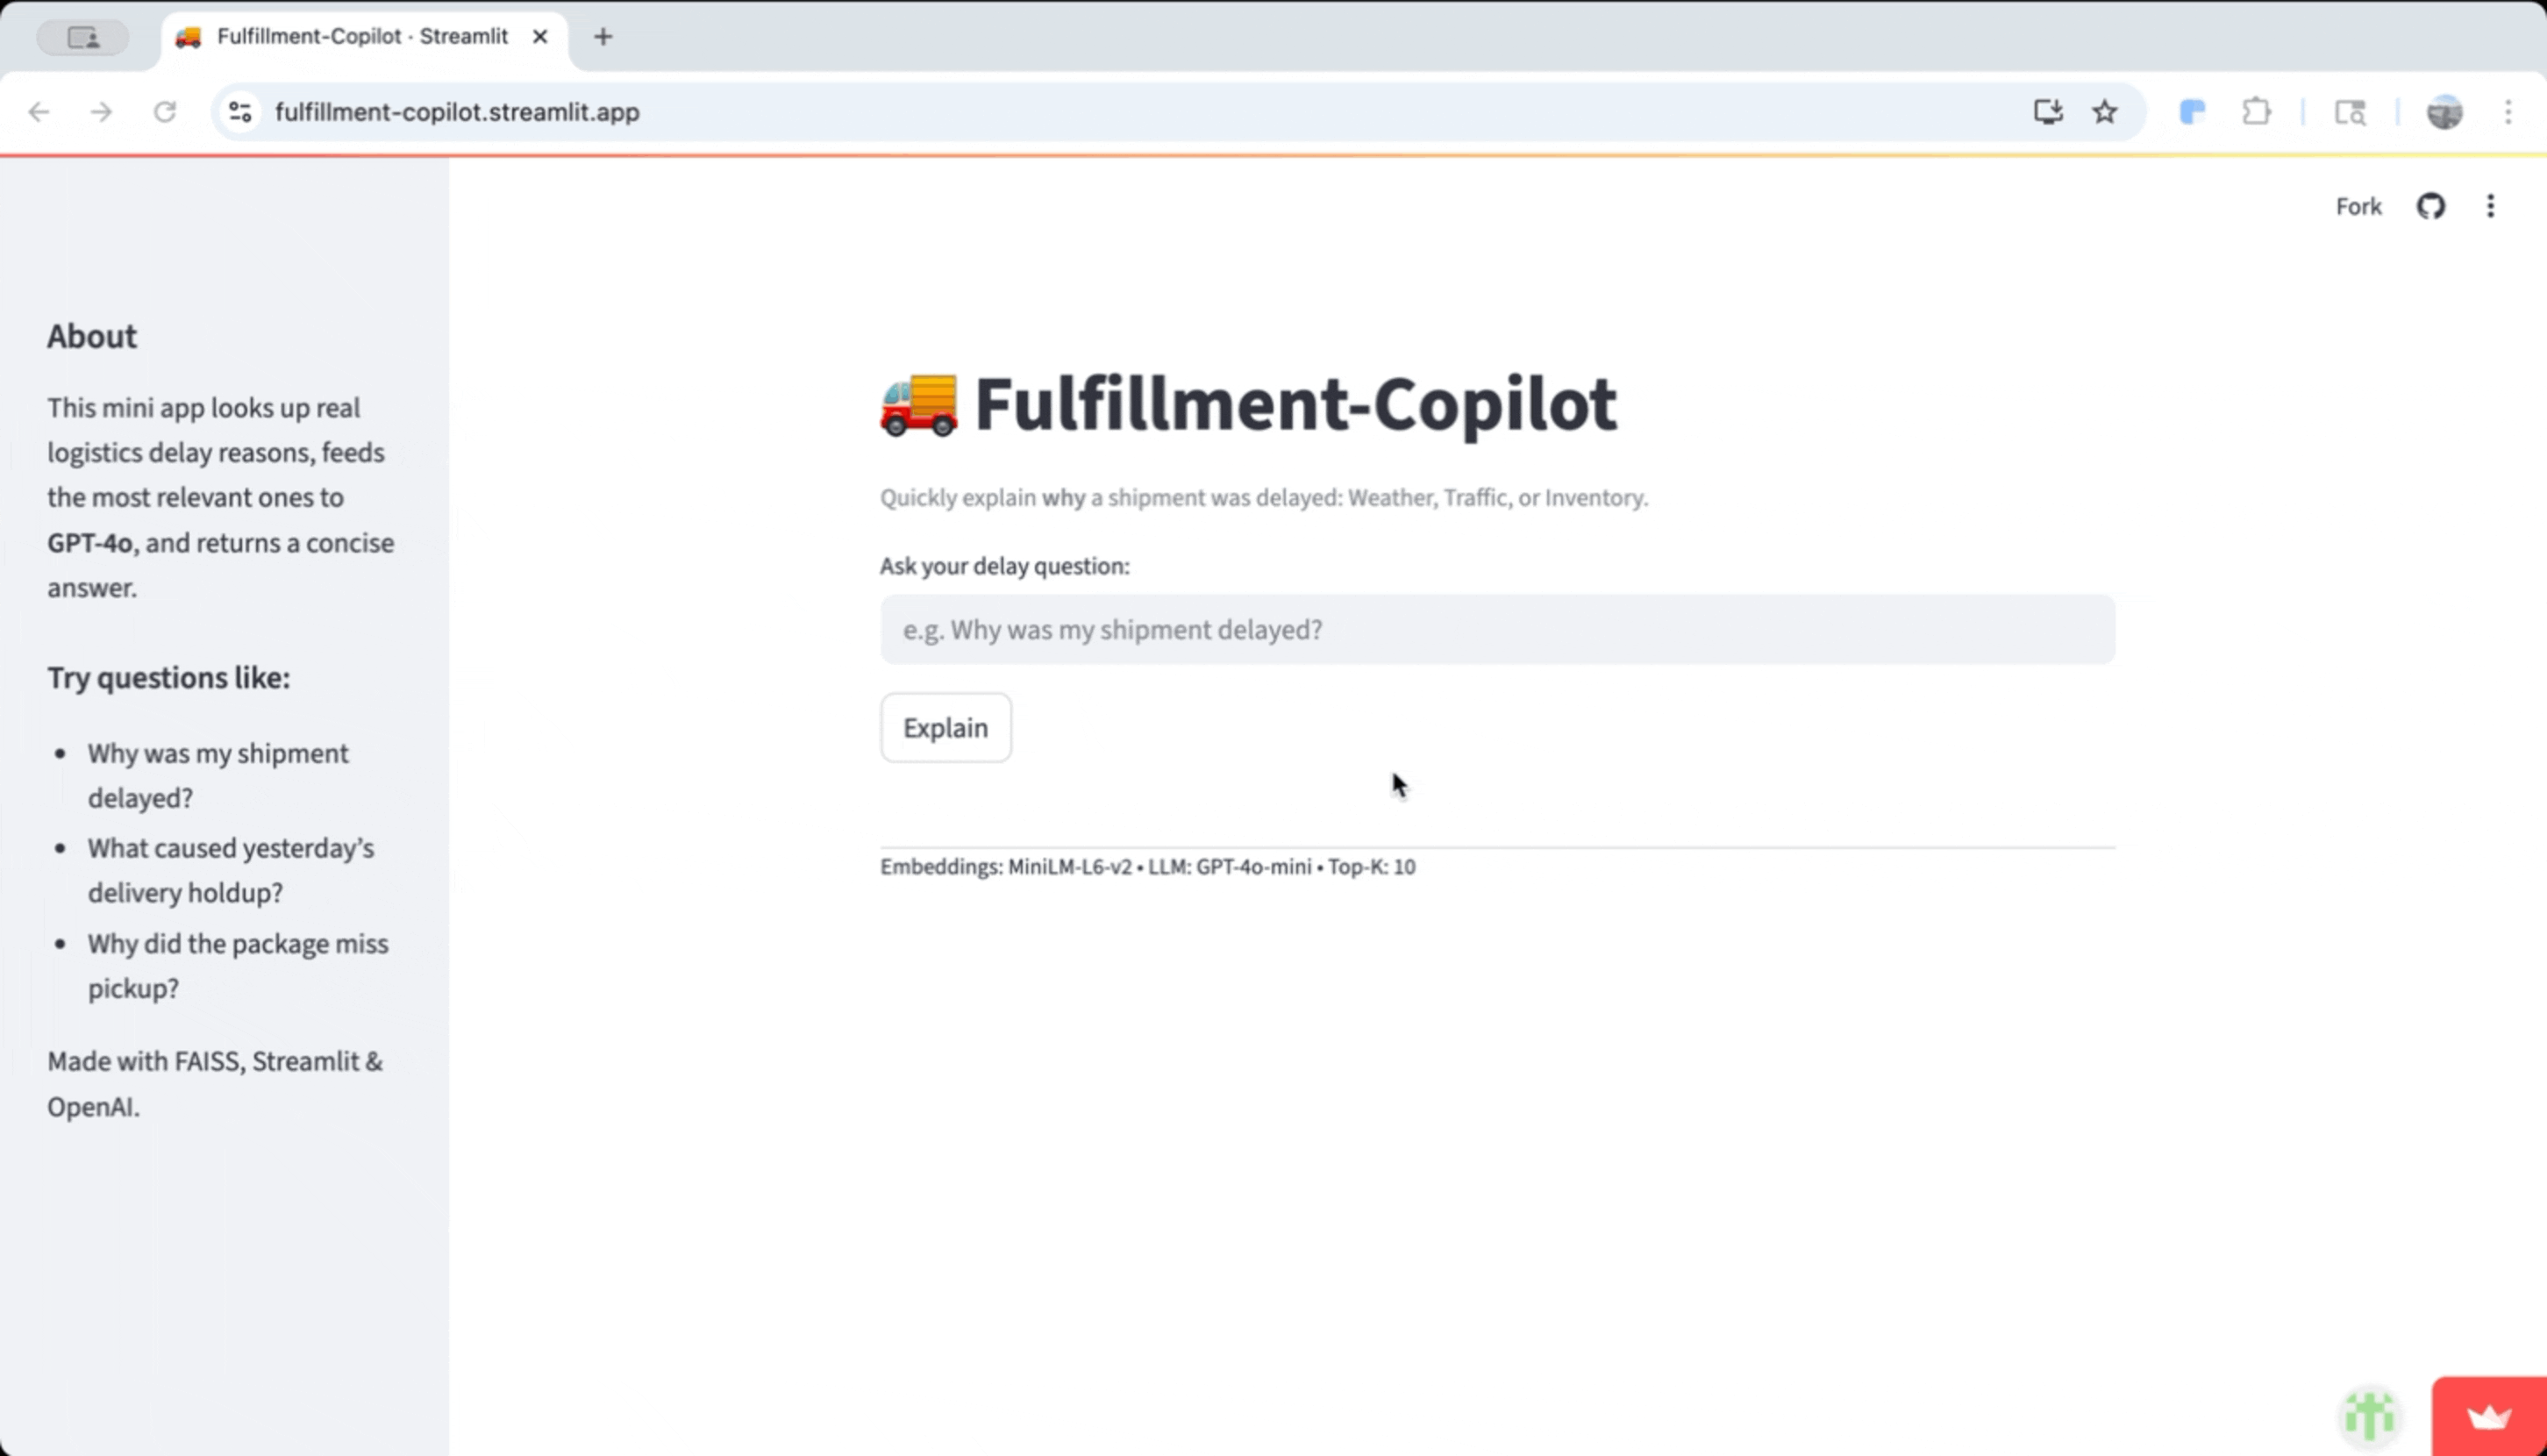 Fulfillment-Copilot · Streamlit
fulfillment-copilot.streamlit.app
Fork
About
This mini app looks up real
logistics delay reasons, feeds
the most relevant ones to
GPT-4o, and returns a concise
answer.
Try questions like:
Why was my shipment
delayed?
What caused yesterday’s
delivery holdup?
Why did the package miss
pickup?
Made with FAISS, Streamlit &
OpenAI.
Fulfillment-Copilot
Quickly explain why a shipment was delayed: Weather, Traffic, or Inventory.
Ask your delay question:
e.g. Why was my shipment delayed?
Explain
Embeddings: MiniLM-L6-v2 • LLM: GPT-4o-mini • Top-K: 10